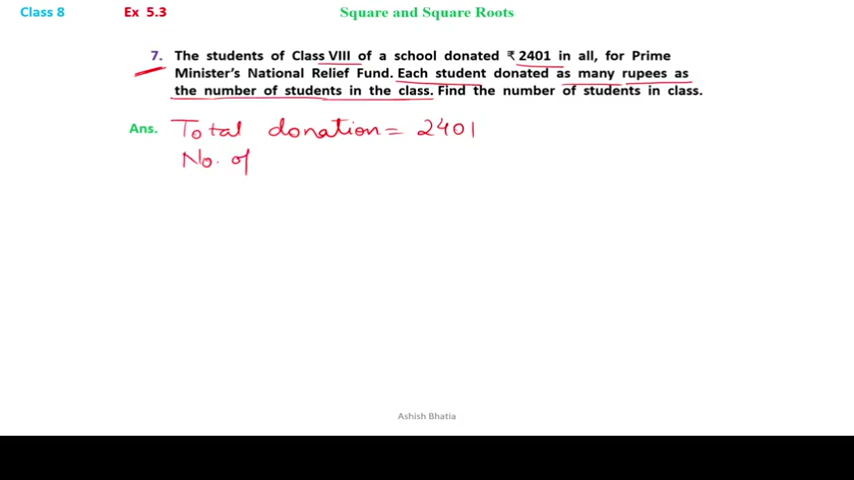 Class 8 Ex 5.3 Square and Square Roots
7. The students of Class VIII of a school donated ₹ 2401 in all, for Prime
Minister's National Relief Fund. Each student donated as many rupees as
the number of students in the class. Find the number of students in class.
Ans. Total donation = 2401
No. of
Ashish Bhatia